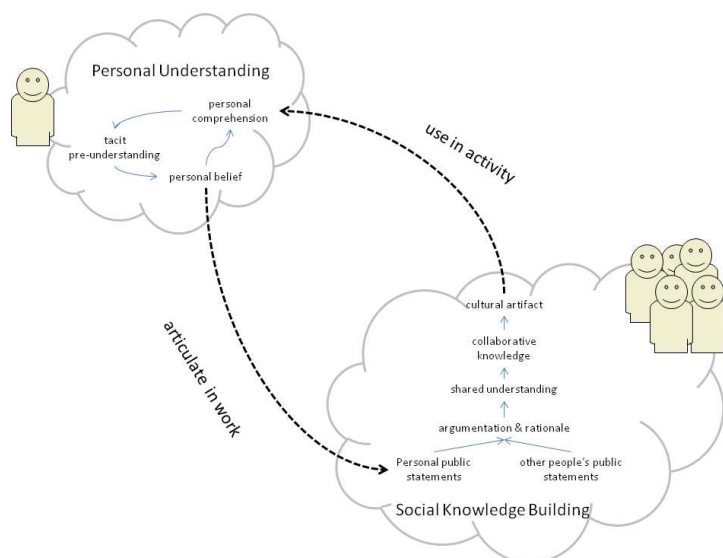 Personal Understanding
personal
comprehension
tacit
pre-understanding
personal belief
use in activity
articulate in work
cultural artifact
collaborative
knowledge
shared understanding
argumentation & rationale
Personal public
statements
other people's public
statements
Social Knowledge Building